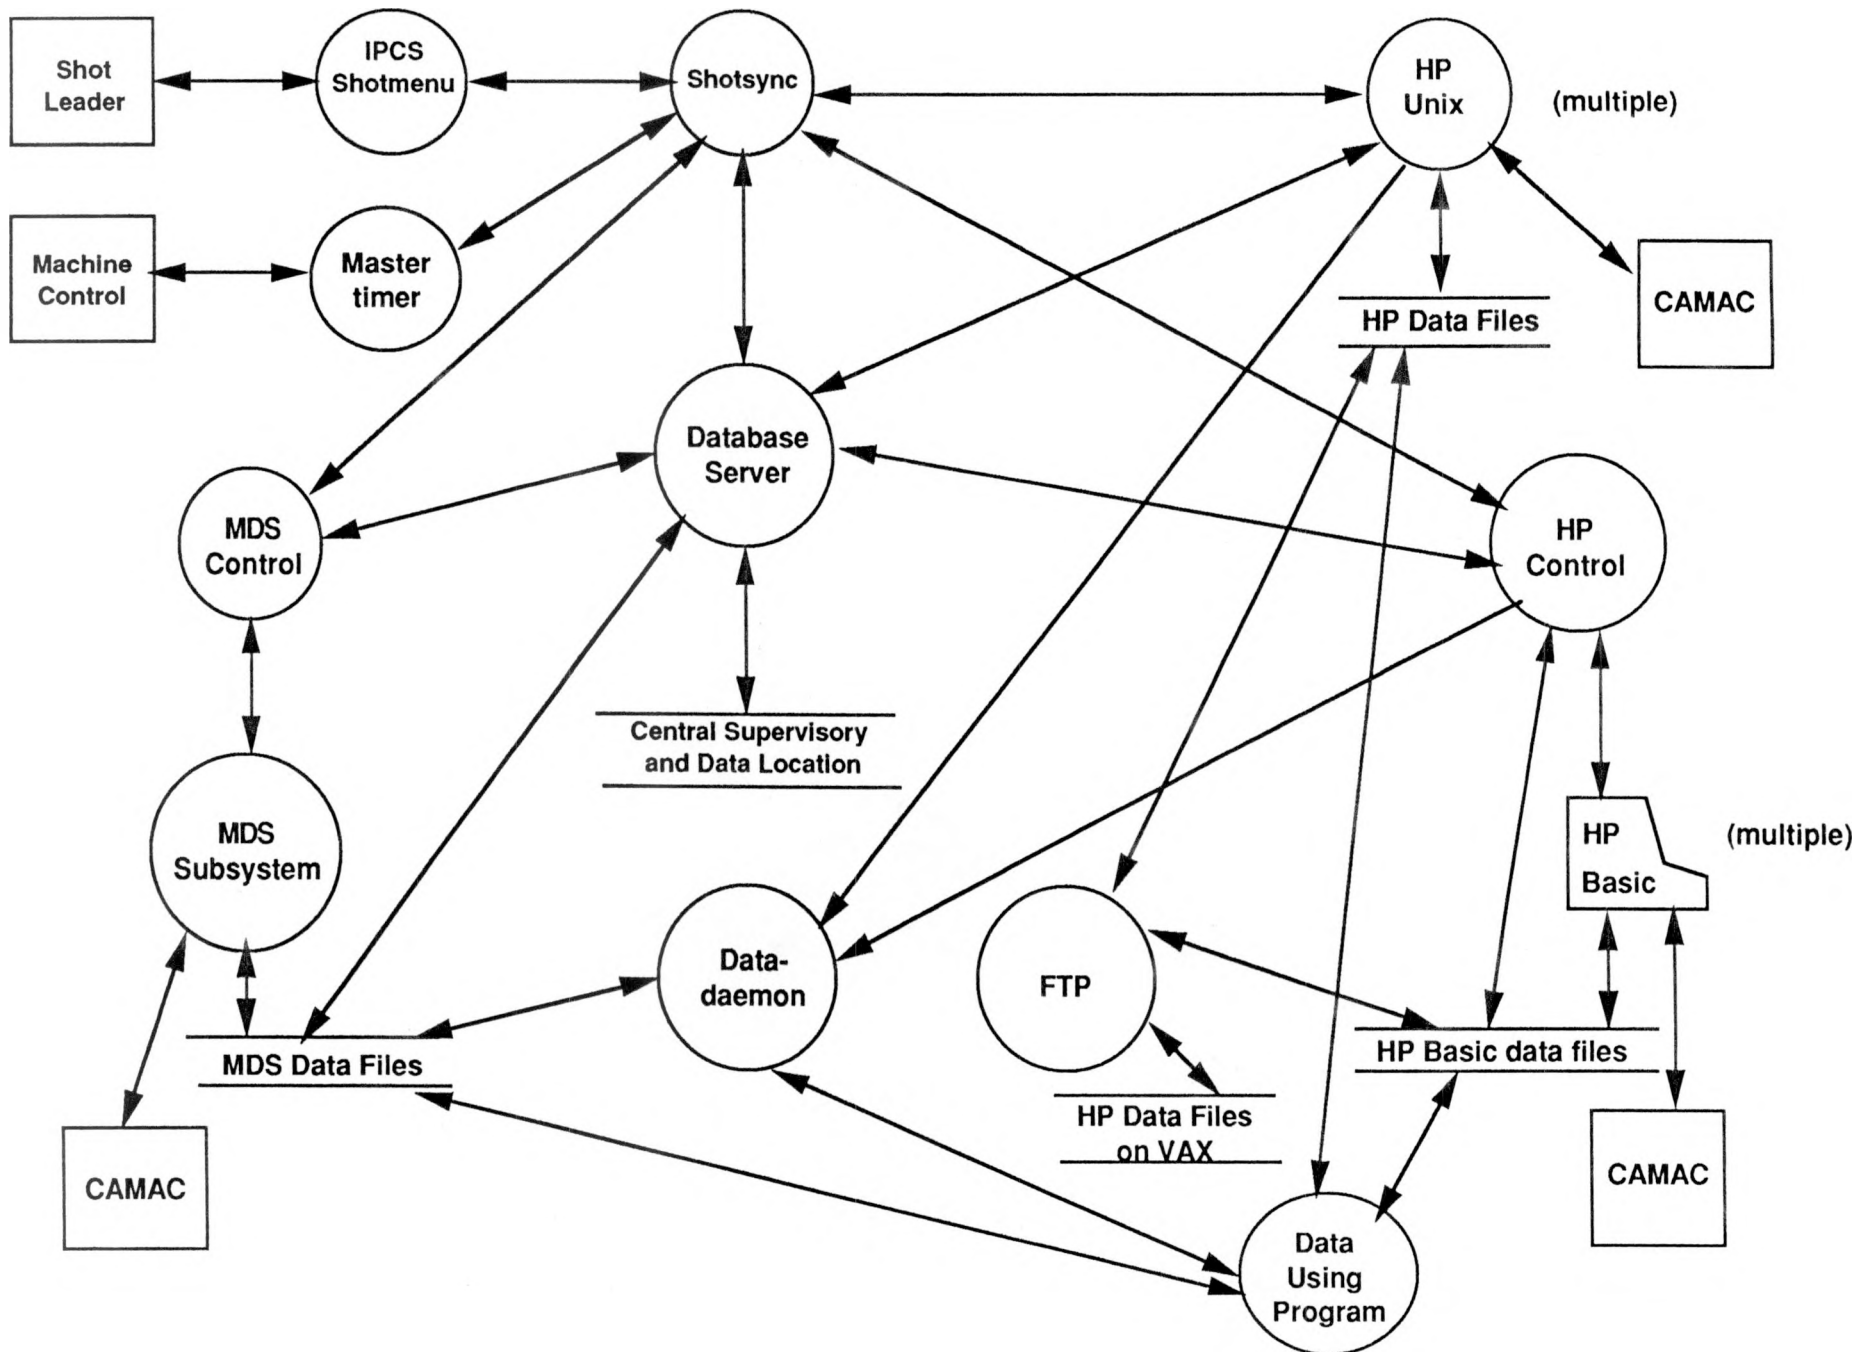 Shot
Leader
IPCS
Shotmenu
Shotsync
HP
Unix
(multiple)
Machine
Control
Master
timer
CAMAC
HP Data Files
Database
Server
MDS
Control
HP
Control
Central Supervisory
and Data Location
MDS
Subsystem
HP
Basic
(multiple)
Data-
daemon
FTP
MDS Data Files
HP Basic data files
HP Data Files
on VAX
CAMAC
CAMAC
Data
Using
Program